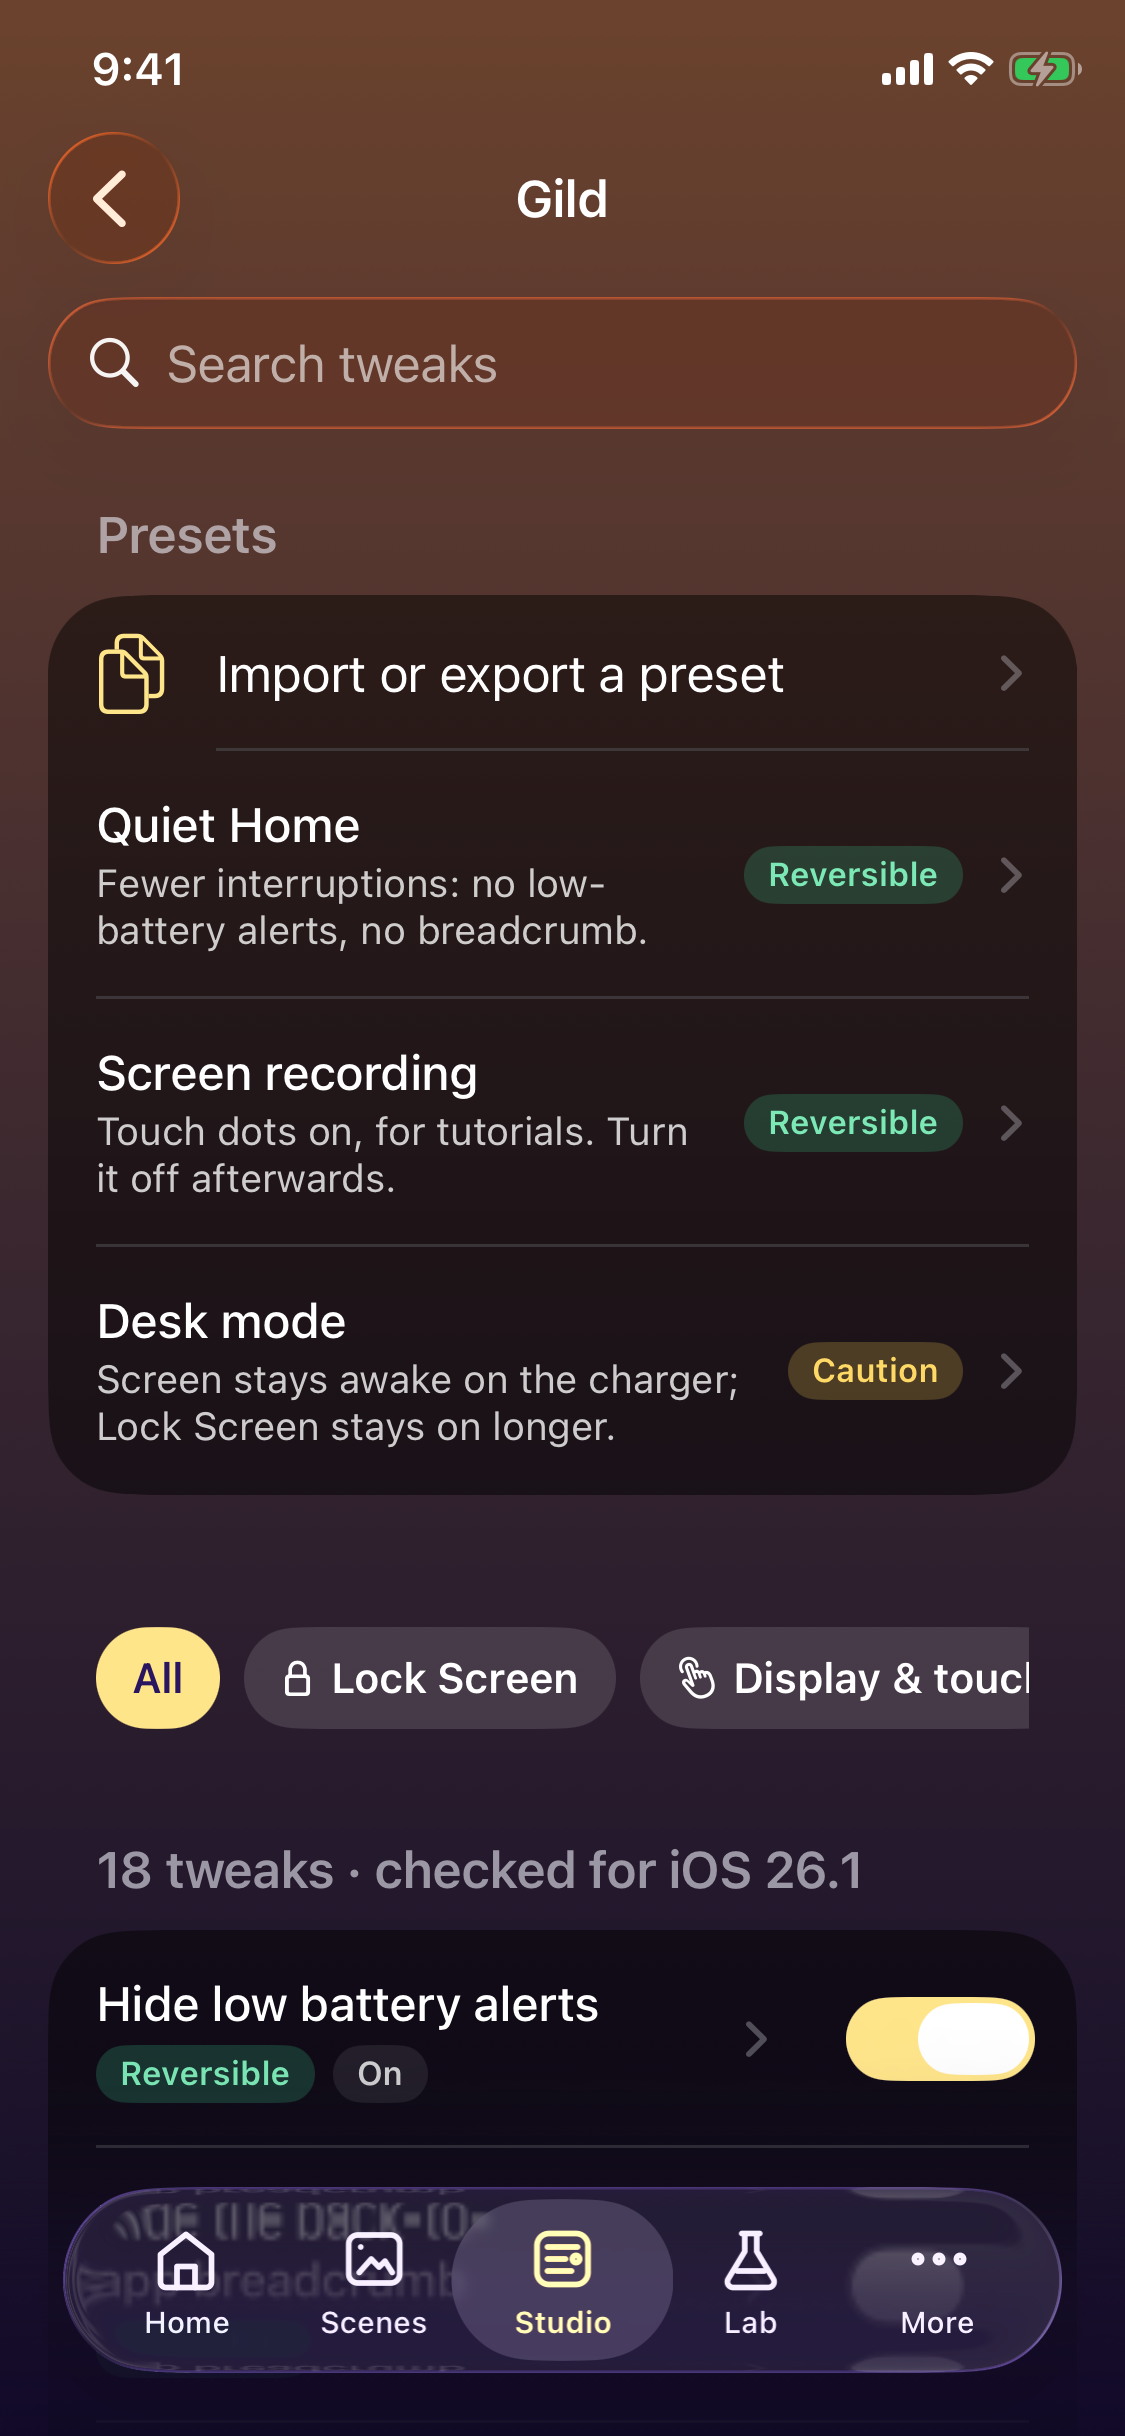 9:41
Gild
Search tweaks
Presets
Import or export a preset
Quiet Home
Fewer interruptions: no low-
battery alerts, no breadcrumb.
Reversible
Screen recording
Touch dots on, for tutorials. Turn
it off afterwards.
Reversible
Desk mode
Screen stays awake on the charger;
Lock Screen stays on longer.
Caution
All
Lock Screen
Display & touch
18 tweaks · checked for iOS 26.1
Hide low battery alerts
Reversible
On
app breadcrumb
Home
Scenes
Studio
Lab
More